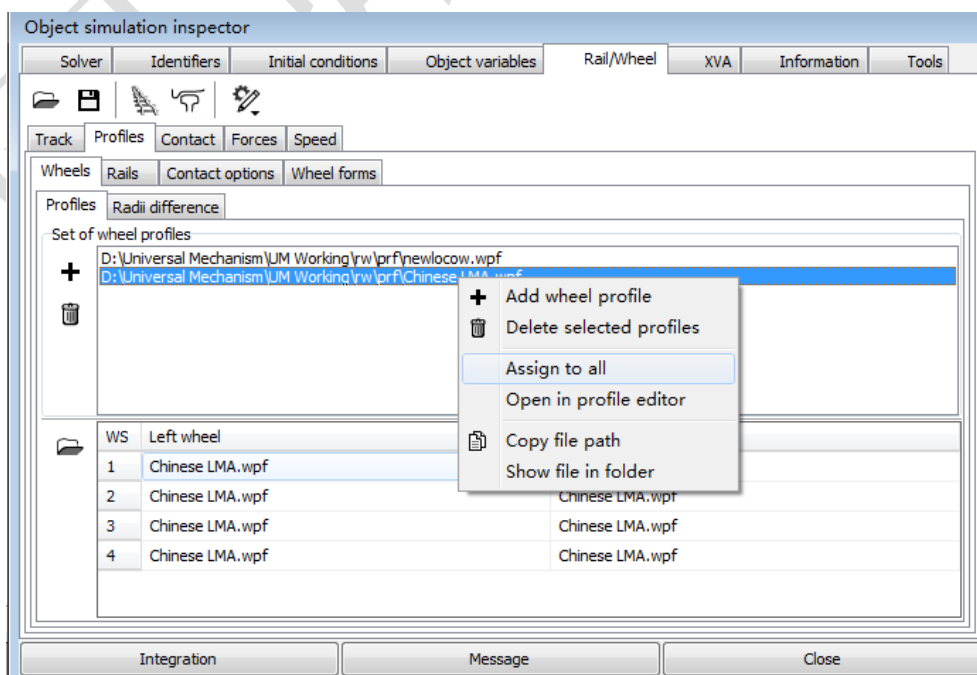 Object simulation inspector
Solver Identifiers Initial conditions Object variables Rail/Wheel XVA Information Tools
Track Profiles Contact Forces Speed
Wheels Rails Contact options Wheel forms
Profiles Radii difference
Set of wheel profiles
D:\Universal Mechanism\UM Working\rw\prf\newlocow.wpf
D:\Universal Mechanism\UM Working\rw\prf\Chinese LMA.wpf
Add wheel profile
Delete selected profiles
Assign to all
Open in profile editor
Copy file path
Show file in folder
WS Left wheel
1 Chinese LMA.wpf
2 Chinese LMA.wpf Chinese LMA.wpf
3 Chinese LMA.wpf Chinese LMA.wpf
4 Chinese LMA.wpf Chinese LMA.wpf
Integration Message Close